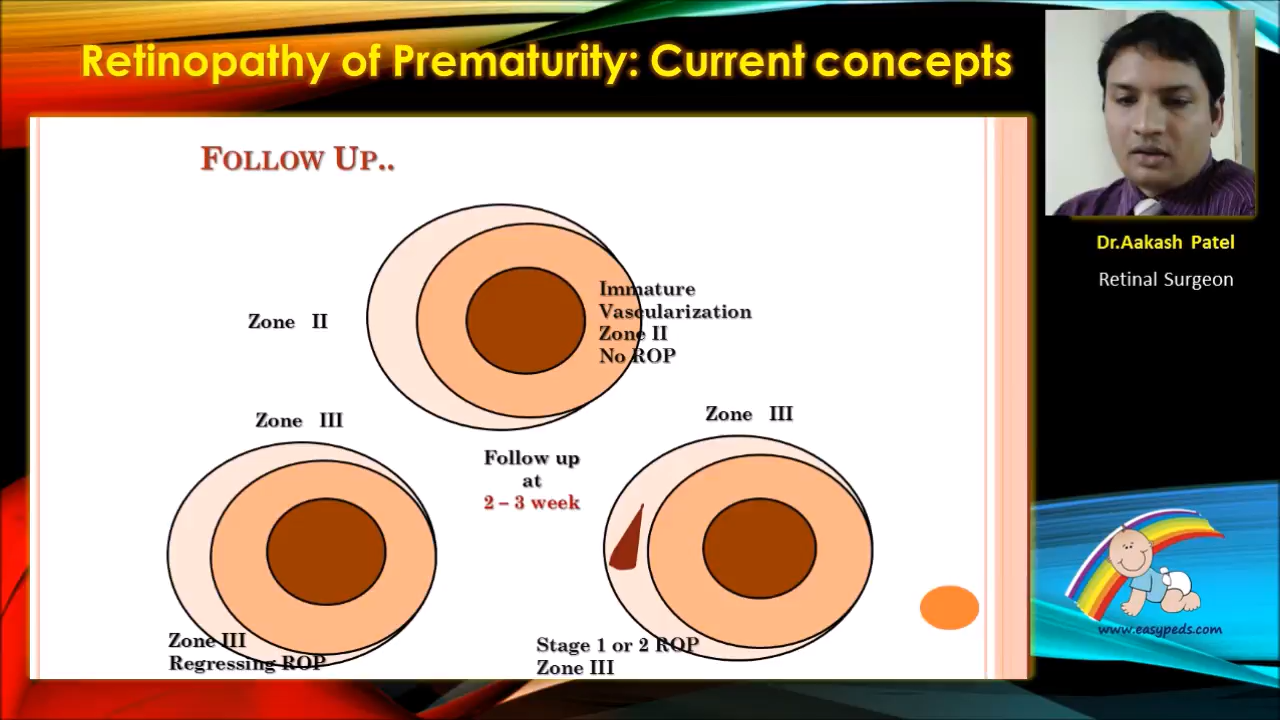 Retinopathy of Prematurity: Current concepts
Dr.Aakash Patel
Retinal Surgeon
FOLLOW UP..
Zone II
Immature
Vascularization
Zone II
No ROP
Zone III
Follow up
at
2 – 3 week
Zone III
Zone III
Regressing ROP
Stage 1 or 2 ROP
Zone III
www.easypeds.com